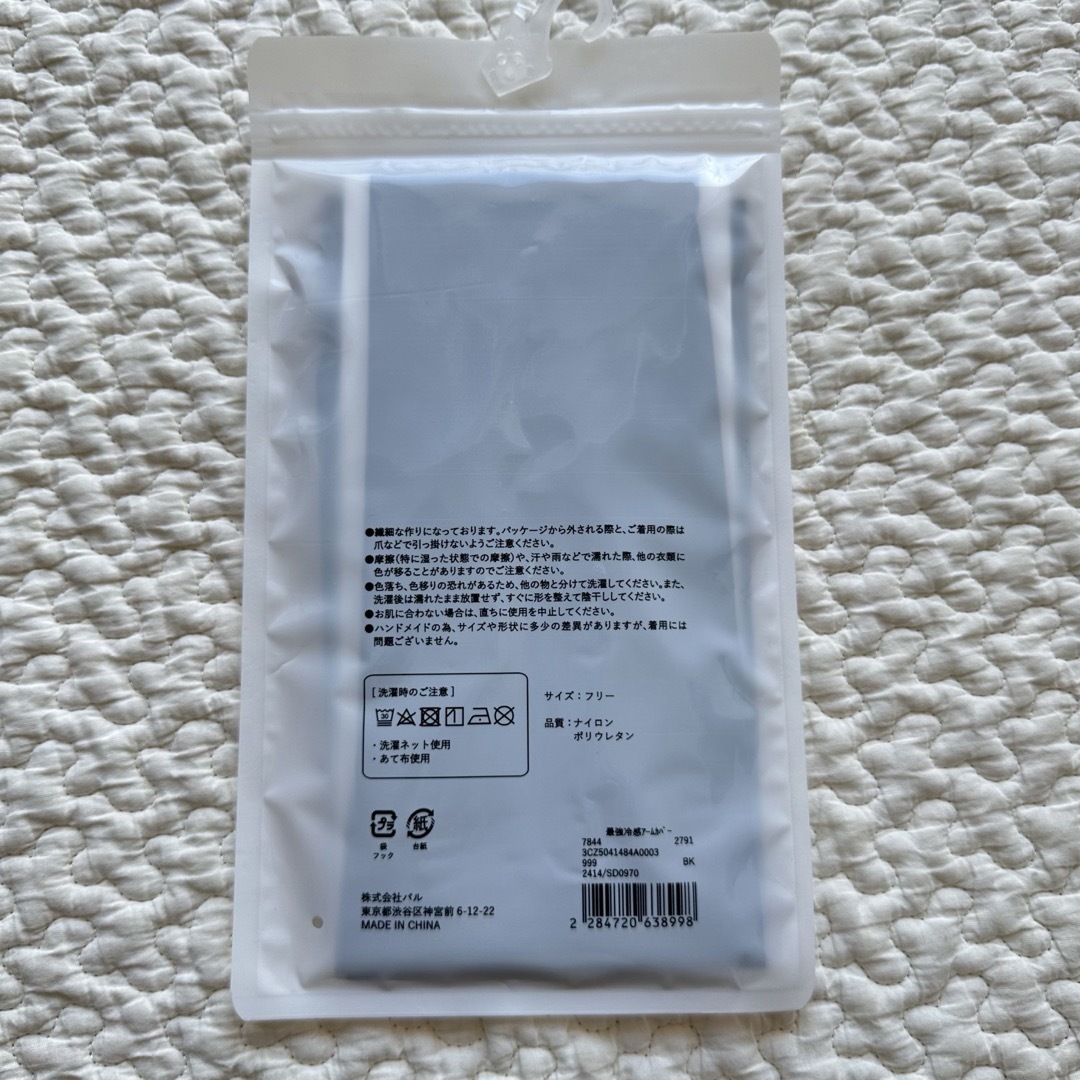 ●繊細な作りになっております。パッケージから外される際と、ご着用の際は
爪などで引っ掛けないようご注意ください。
●摩擦(特に湿った状態での摩擦)や、汗や雨などで濡れた際、他の衣類に
色が移ることがありますのでご注意ください。
●色落ち、色移りの恐れがあるため、他の物と分けて洗濯してください。また、
洗濯後は濡れたまま放置せず、すぐに形を整えて陰干ししてください。
●お肌に合わない場合は、直ちに使用を中止してください。
●ハンドメイドの為、サイズや形状に多少の差異がありますが、着用には
問題ございません。
[洗濯時のご注意]
30
・洗濯ネット使用
・あて布使用
サイズ:フリー
品質:ナイロン
ポリウレタン
プラ 紙
袋 台紙
フック
最強冷感ｱｰﾑｶﾊﾞｰ
7844 2791
3CZ5041484A0003
999 BK
2414/SD0970
2 284720 638998
株式会社パル
東京都渋谷区神宮前 6-12-22
MADE IN CHINA